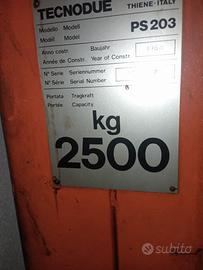 TECNODUE THIENE-ITALY
Modello Modell PS 203
Model Model
Anno costr. Baujahr
Année de Constr. Year of Constr.
N° Serie Seriennummer
N° Série Serial Number
Portata Tragkraft
Portée Capacity
kg
2500
subito